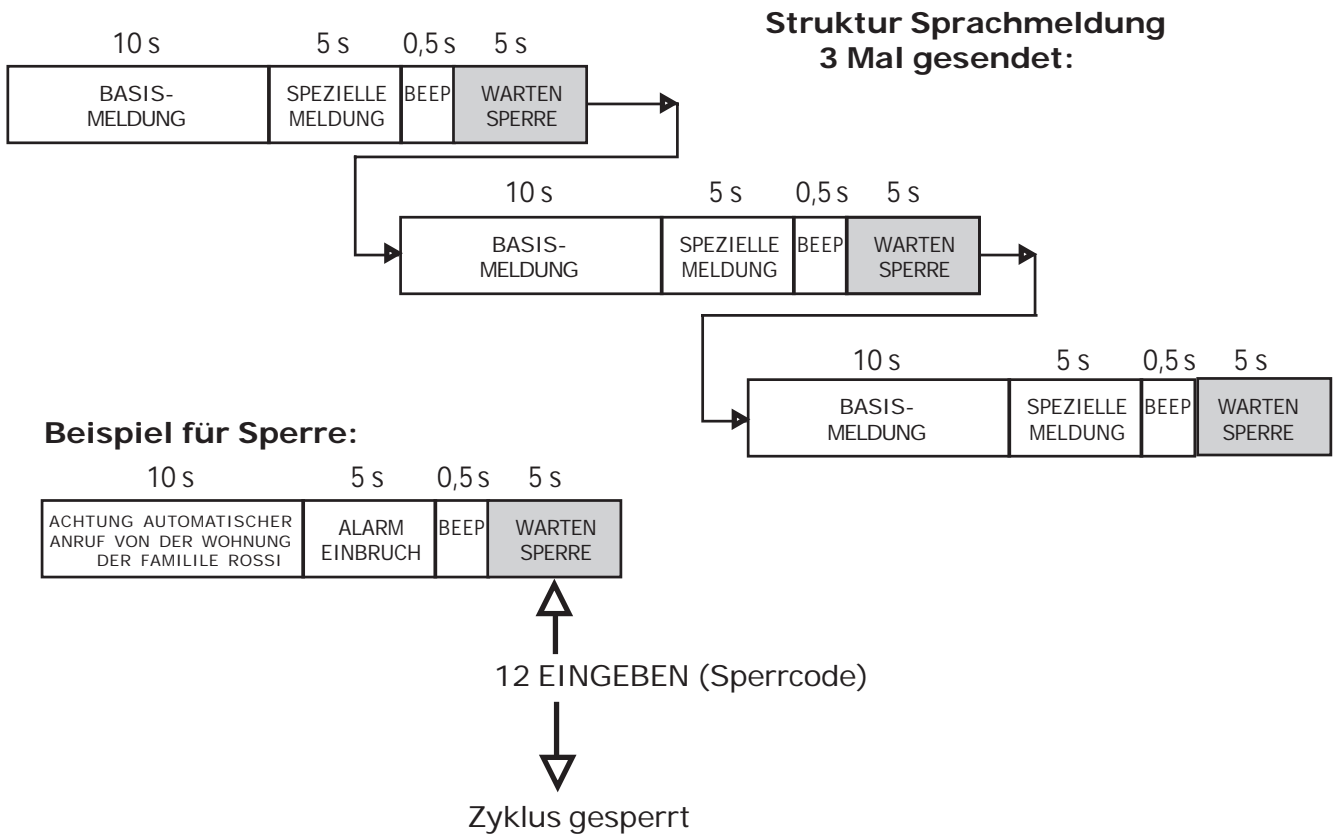 Struktur Sprachmeldung
3 Mal gesendet:
10 s 5 s 0,5 s 5 s
BASIS-
MELDUNG
SPEZIELLE
MELDUNG
BEEP
WARTEN
SPERRE
10 s 5 s 0,5 s 5 s
BASIS-
MELDUNG
SPEZIELLE
MELDUNG
BEEP
WARTEN
SPERRE
10 s 5 s 0,5 s 5 s
BASIS-
MELDUNG
SPEZIELLE
MELDUNG
BEEP
WARTEN
SPERRE
Beispiel für Sperre:
10 s 5 s 0,5 s 5 s
ACHTUNG AUTOMATISCHER
ANRUF VON DER WOHNUNG
DER FAMILILE ROSSI
ALARM
EINBRUCH
BEEP
WARTEN
SPERRE
12 EINGEBEN (Sperrcode)
Zyklus gesperrt